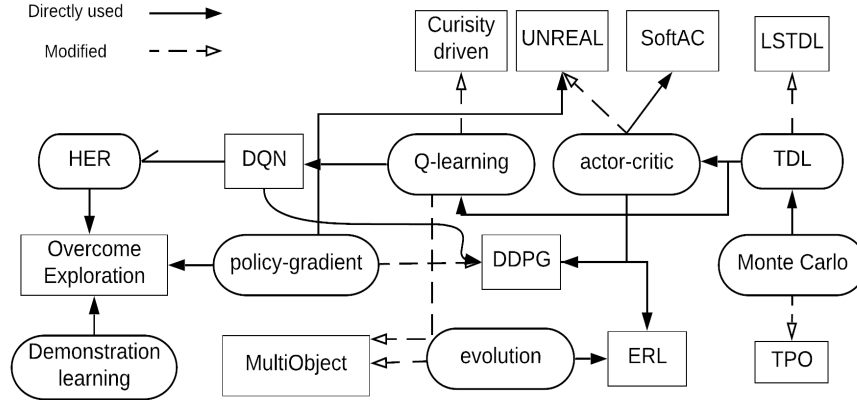 Directly used
Modified
Curisity
driven
UNREAL
SoftAC
LSTDL
HER
DQN
Q-learning
actor-critic
TDL
Overcome
Exploration
policy-gradient
DDPG
Monte Carlo
Demonstration
learning
MultiObject
evolution
ERL
TPO